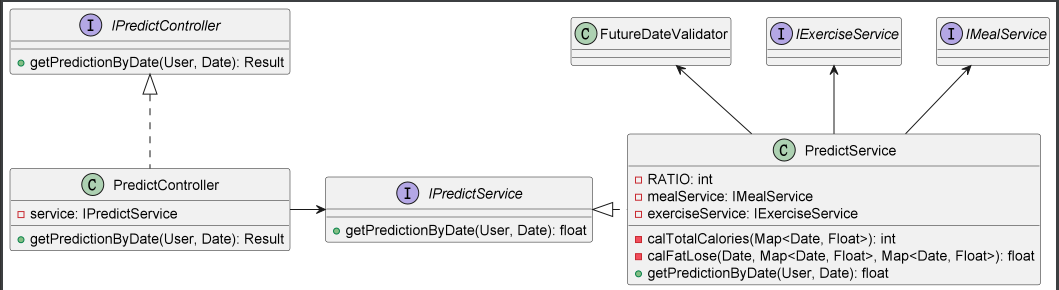 I IPredictController
getPredictionByDate(User, Date): Result
C FutureDateValidator
I IExerciseService
I IMealService
C PredictController
service: IPredictService
getPredictionByDate(User, Date): Result
I IPredictService
getPredictionByDate(User, Date): float
C PredictService
RATIO: int
mealService: IMealService
exerciseService: IExerciseService
calTotalCalories(Map<Date, Float>): int
calFatLose(Date, Map<Date, Float>, Map<Date, Float>): float
getPredictionByDate(User, Date): float